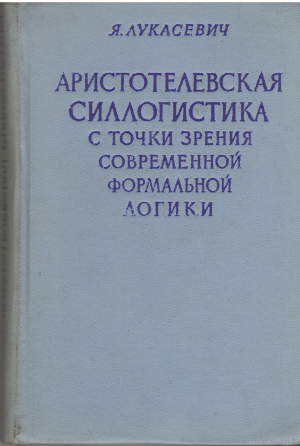 Я. ЛУКАСЕВИЧ
АРИСТОТЕЛЕВСКАЯ
СИЛЛОГИСТИКА
С ТОЧКИ ЗРЕНИЯ
СОВРЕМЕННОЙ
ФОРМАЛЬНОЙ
ЛОГИКИ